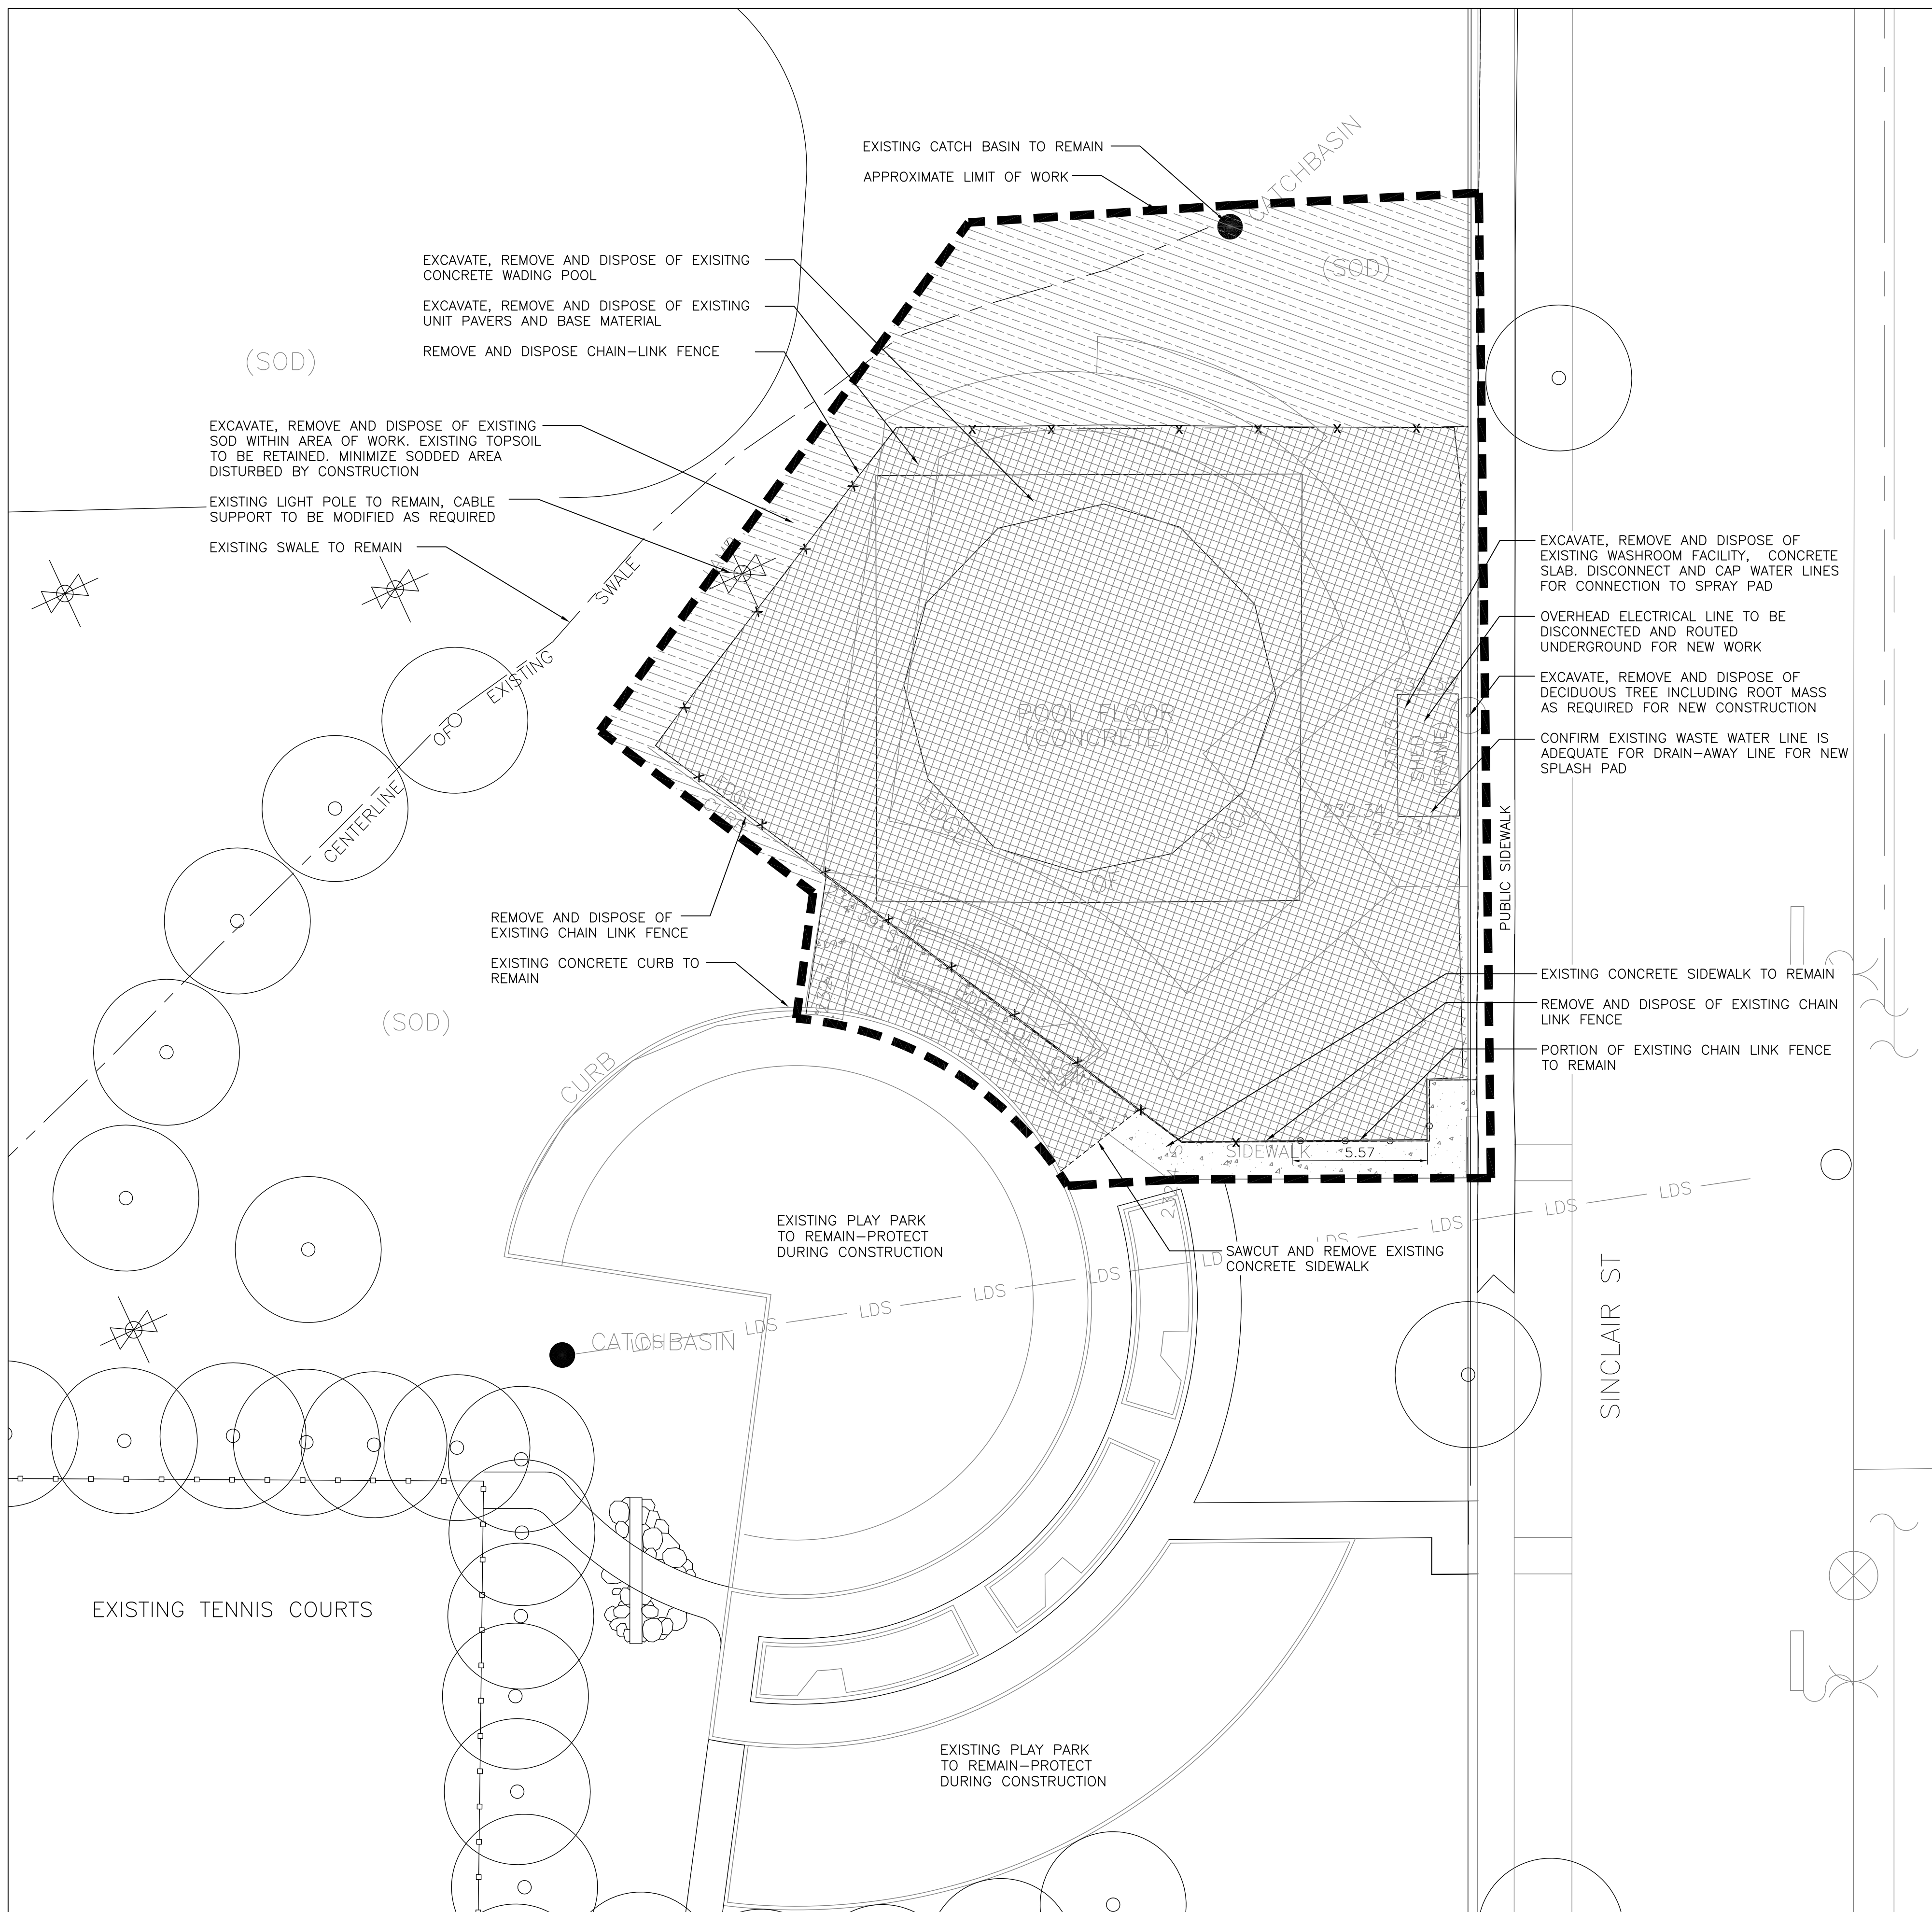 EXISTING CATCH BASIN TO REMAIN
APPROXIMATE LIMIT OF WORK
CATCHBASIN
(SOD)
EXCAVATE, REMOVE AND DISPOSE OF EXISITNG
CONCRETE WADING POOL
EXCAVATE, REMOVE AND DISPOSE OF EXISTING
UNIT PAVERS AND BASE MATERIAL
REMOVE AND DISPOSE CHAIN-LINK FENCE
(SOD)
EXCAVATE, REMOVE AND DISPOSE OF EXISTING
SOD WITHIN AREA OF WORK. EXISTING TOPSOIL
TO BE RETAINED. MINIMIZE SODDED AREA
DISTURBED BY CONSTRUCTION
EXISTING LIGHT POLE TO REMAIN, CABLE
SUPPORT TO BE MODIFIED AS REQUIRED
EXISTING SWALE TO REMAIN
CENTERLINE
OF
EXISTING
SWALE
POOL FLOOR
(CONCRETE)
EDGE
CURB
EDGE
OF
SHED
(FRAME)
232.34
232.31
EXCAVATE, REMOVE AND DISPOSE OF
EXISTING WASHROOM FACILITY, CONCRETE
SLAB. DISCONNECT AND CAP WATER LINES
FOR CONNECTION TO SPRAY PAD
OVERHEAD ELECTRICAL LINE TO BE
DISCONNECTED AND ROUTED
UNDERGROUND FOR NEW WORK
EXCAVATE, REMOVE AND DISPOSE OF
DECIDUOUS TREE INCLUDING ROOT MASS
AS REQUIRED FOR NEW CONSTRUCTION
CONFIRM EXISTING WASTE WATER LINE IS
ADEQUATE FOR DRAIN-AWAY LINE FOR NEW
SPLASH PAD
PUBLIC SIDEWALK
REMOVE AND DISPOSE OF
EXISTING CHAIN LINK FENCE
EXISTING CONCRETE CURB TO
REMAIN
EXISTING CONCRETE SIDEWALK TO REMAIN
REMOVE AND DISPOSE OF EXISTING CHAIN
LINK FENCE
PORTION OF EXISTING CHAIN LINK FENCE
TO REMAIN
(SOD)
CURB
SIDEWALK
5.57
LDS
LDS
LDS
LDS
LDS
LDS
LDS
LDS
LDS
EXISTING PLAY PARK
TO REMAIN-PROTECT
DURING CONSTRUCTION
SAWCUT AND REMOVE EXISTING
CONCRETE SIDEWALK
CATCHBASIN
SINCLAIR ST
EXISTING TENNIS COURTS
EXISTING PLAY PARK
TO REMAIN-PROTECT
DURING CONSTRUCTION